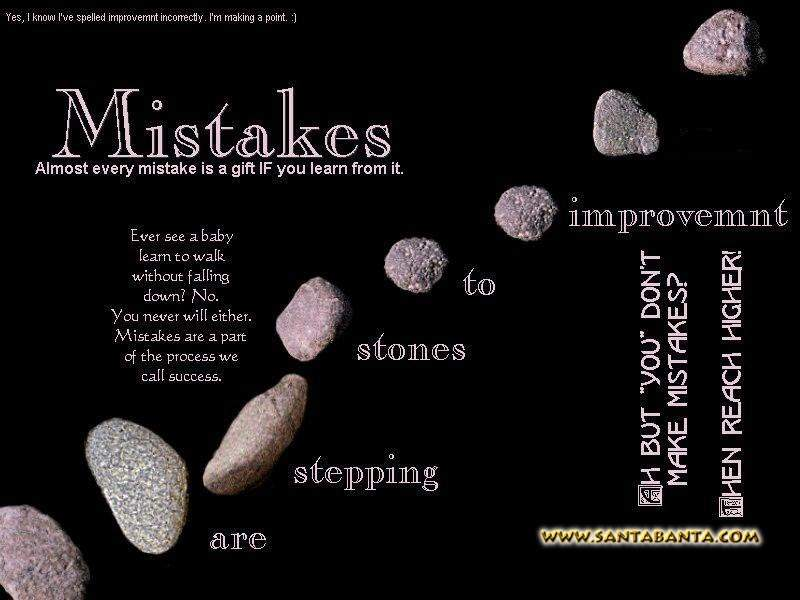 Yes, I know I've spelled improvemnt incorrectly. I'm making a point. :)
Mistakes
Almost every mistake is a gift IF you learn from it.
Ever see a baby
learn to walk
without falling
down? No.
You never will either.
Mistakes are a part
of the process we
call success.
are
stepping
stones
to
improvemnt
AH BUT "YOU" DON'T
MAKE MISTAKES?
THEN REACH HIGHER!
WWW.SANTABANTA.COM